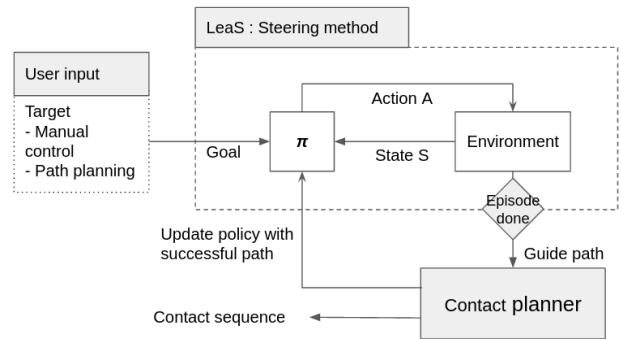 LeaS : Steering method
User input
Target
- Manual
control
- Path planning
Goal
π
Action A
State S
Environment
Episode
done
Guide path
Update policy with
successful path
Contact planner
Contact sequence